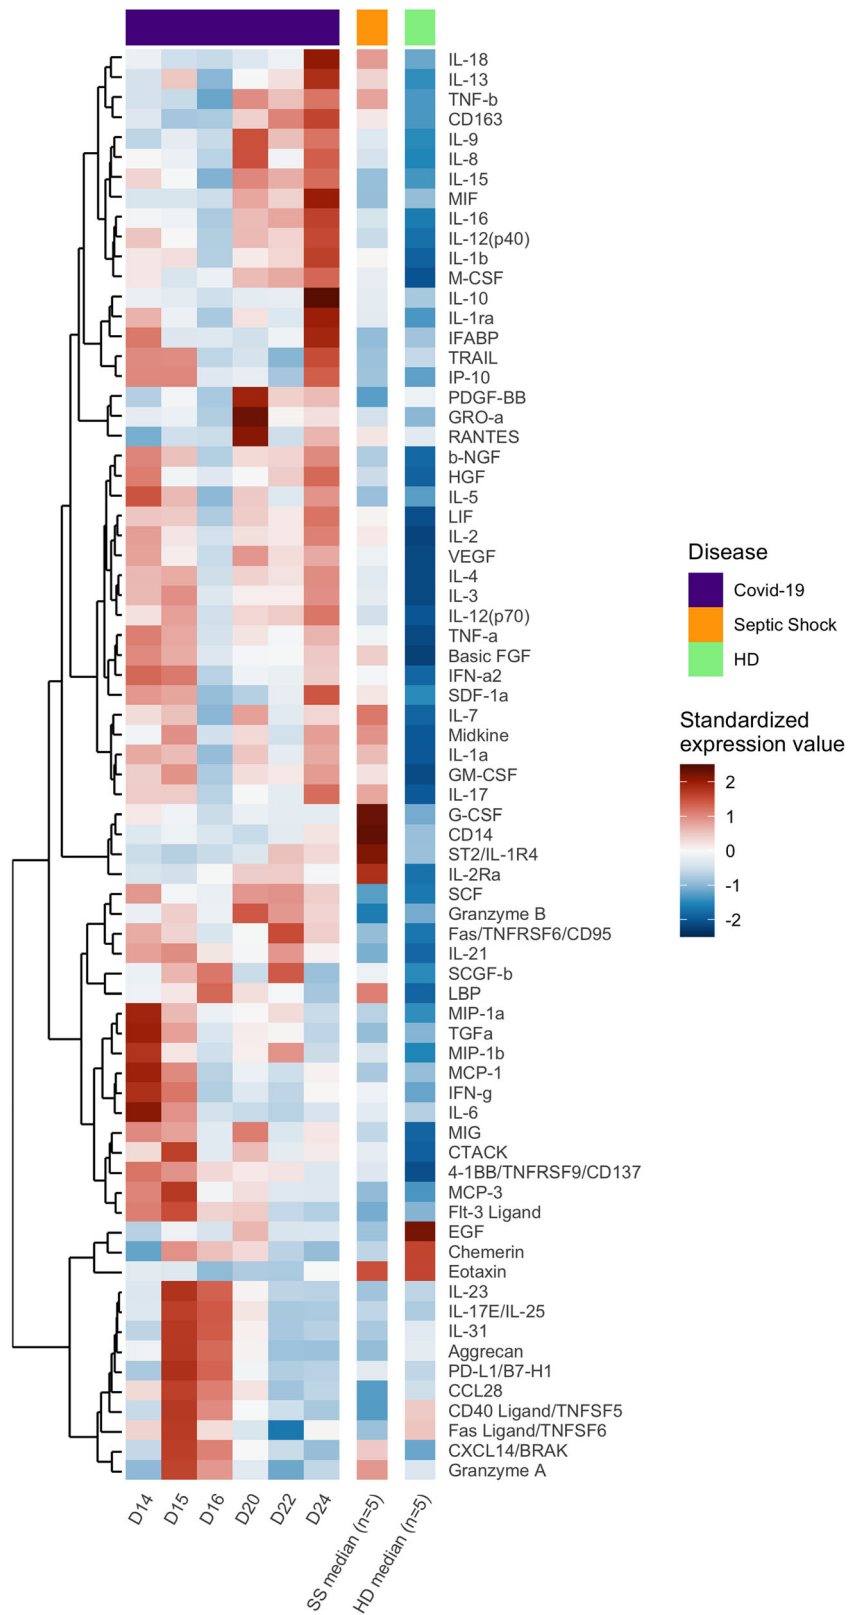 IL-18
IL-13
TNF-b
CD163
IL-9
IL-8
IL-15
MIF
IL-16
IL-12(p40)
IL-1b
M-CSF
IL-10
IL-1ra
IFABP
TRAIL
IP-10
PDGF-BB
GRO-a
RANTES
b-NGF
HGF
IL-5
LIF
IL-2
VEGF
IL-4
IL-3
IL-12(p70)
TNF-a
Basic FGF
IFN-a2
SDF-1a
IL-7
Midkine
IL-1a
GM-CSF
IL-17
G-CSF
CD14
ST2/IL-1R4
IL-2Ra
SCF
Granzyme B
Fas/TNFRSF6/CD95
IL-21
SCGF-b
LBP
MIP-1a
TGFa
MIP-1b
MCP-1
IFN-g
IL-6
MIG
CTACK
4-1BB/TNFRSF9/CD137
MCP-3
Flt-3 Ligand
EGF
Chemerin
Eotaxin
IL-23
IL-17E/IL-25
IL-31
Aggrecan
PD-L1/B7-H1
CCL28
CD40 Ligand/TNFSF5
Fas Ligand/TNFSF6
CXCL14/BRAK
Granzyme A
D14
D15
D16
D20
D22
D24
SS median (n=5)
HD median (n=5)
Disease
Covid-19
Septic Shock
HD
Standardized
expression value
2
1
0
-1
-2